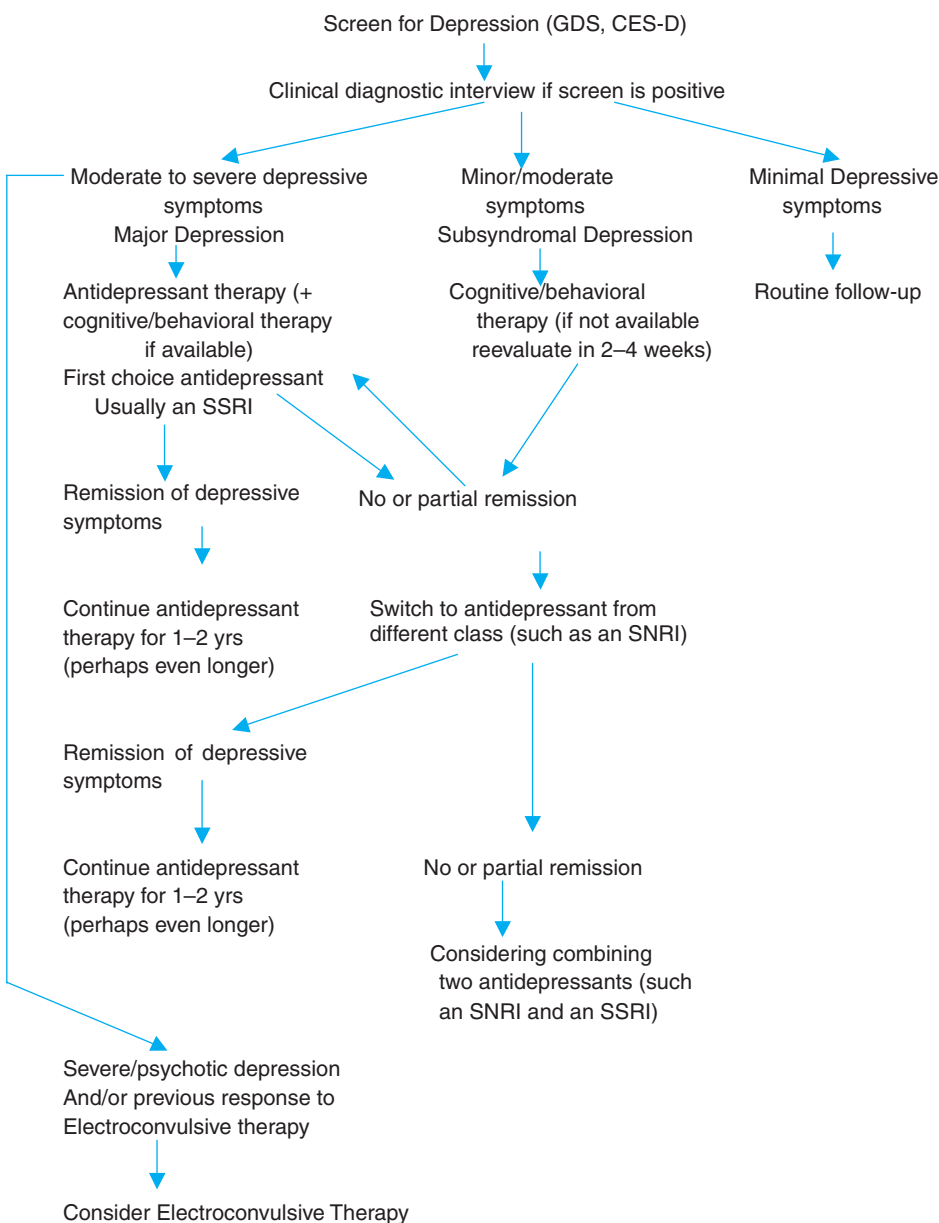 Screen for Depression (GDS, CES-D)
Clinical diagnostic interview if screen is positive
Moderate to severe depressive
symptoms
Major Depression
Minor/moderate
symptoms
Subsyndromal Depression
Minimal Depressive
symptoms
Antidepressant therapy (+
cognitive/behavioral therapy
if available)
First choice antidepressant
Usually an SSRI
Cognitive/behavioral
therapy (if not available
reevaluate in 2–4 weeks)
Routine follow-up
Remission of depressive
symptoms
No or partial remission
Continue antidepressant
therapy for 1–2 yrs
(perhaps even longer)
Switch to antidepressant from
different class (such as an SNRI)
Remission of depressive
symptoms
Continue antidepressant
therapy for 1–2 yrs
(perhaps even longer)
No or partial remission
Considering combining
two antidepressants (such
an SNRI and an SSRI)
Severe/psychotic depression
And/or previous response to
Electroconvulsive therapy
Consider Electroconvulsive Therapy